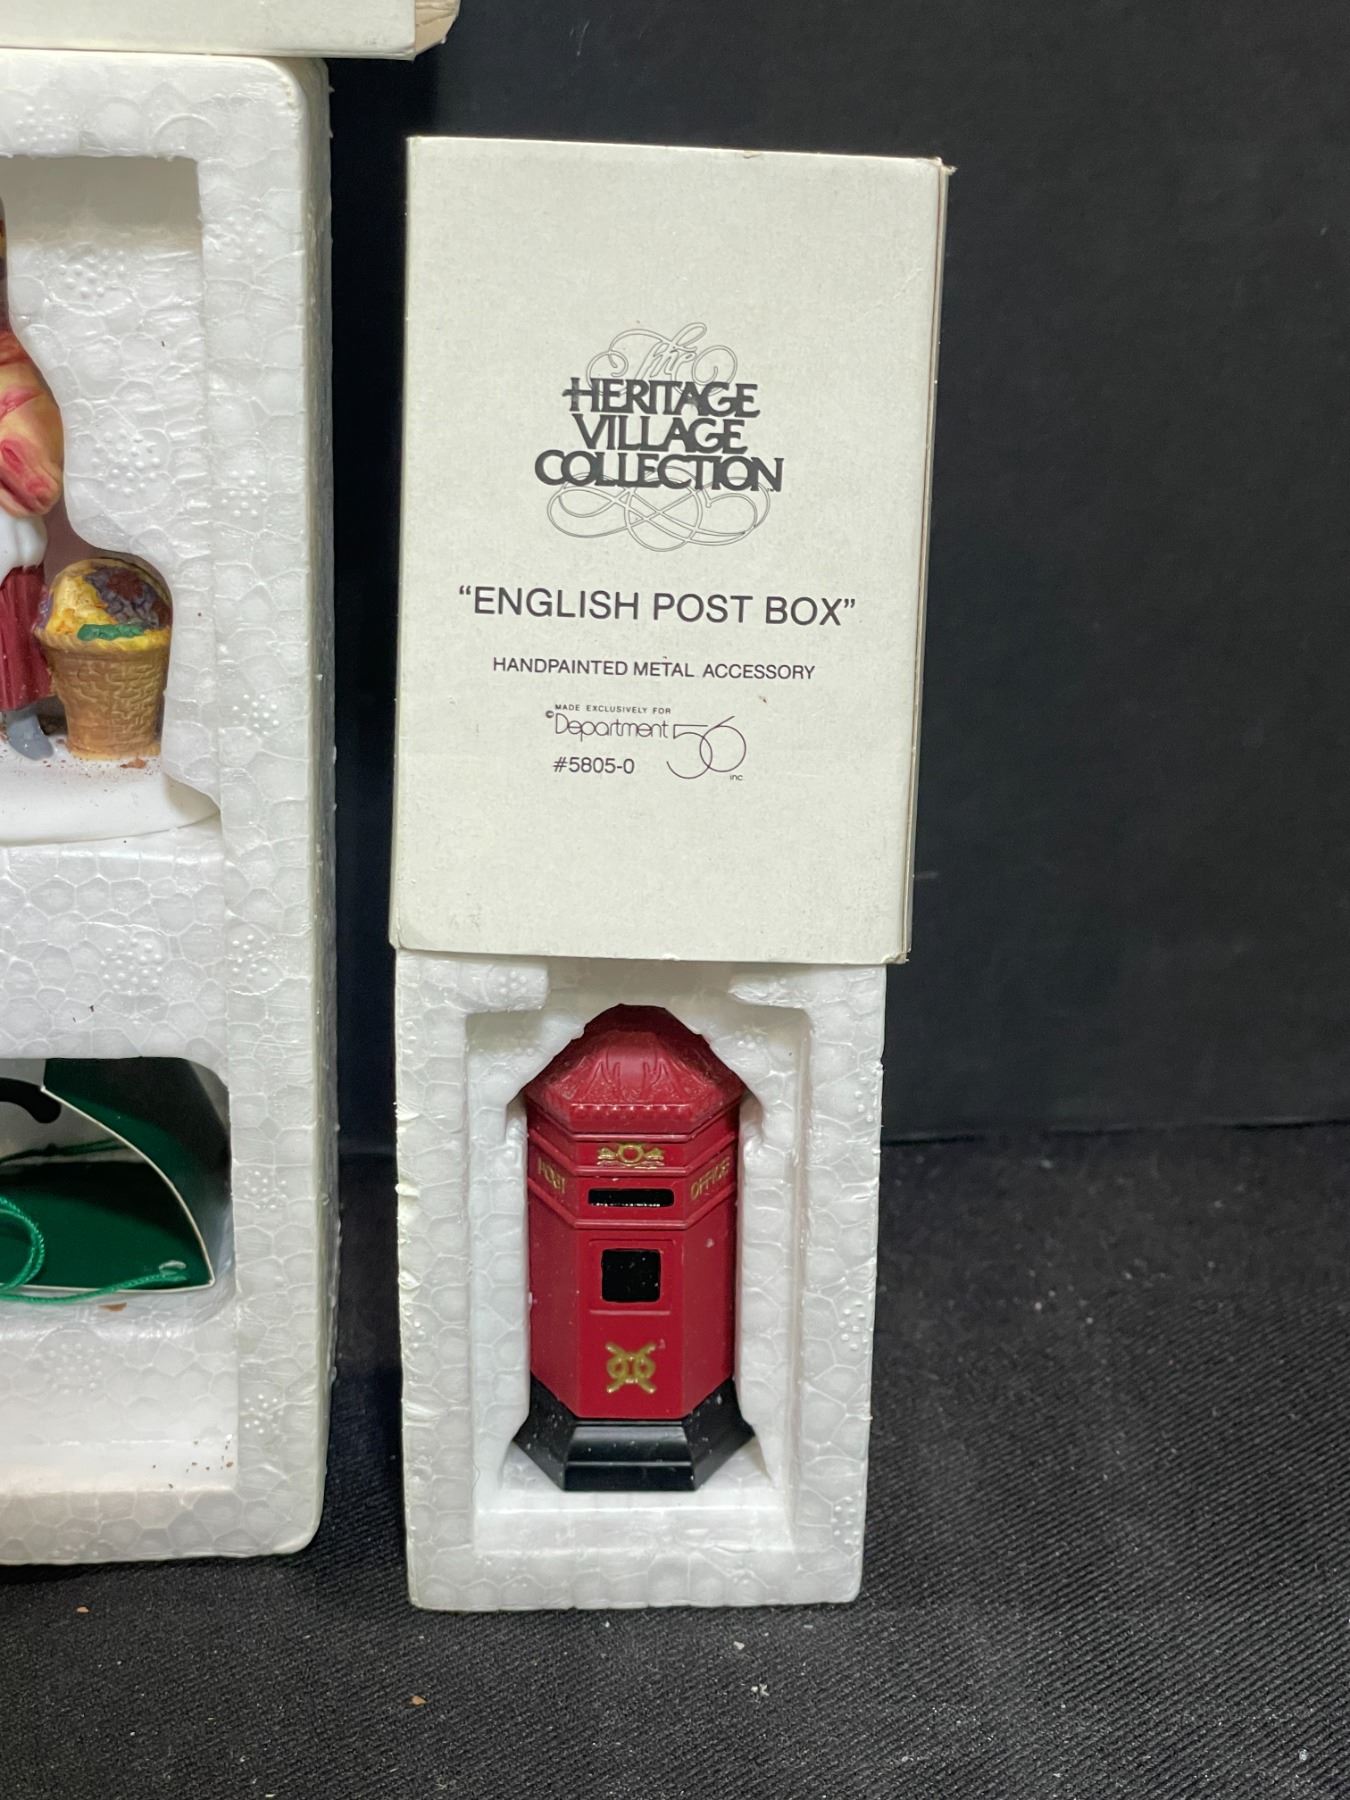 The
HERITAGE
VILLAGE
COLLECTION
“ENGLISH POST BOX”
HANDPAINTED METAL ACCESSORY
MADE EXCLUSIVELY FOR
©Department 56 inc.
#5805-0
POST OFFICE